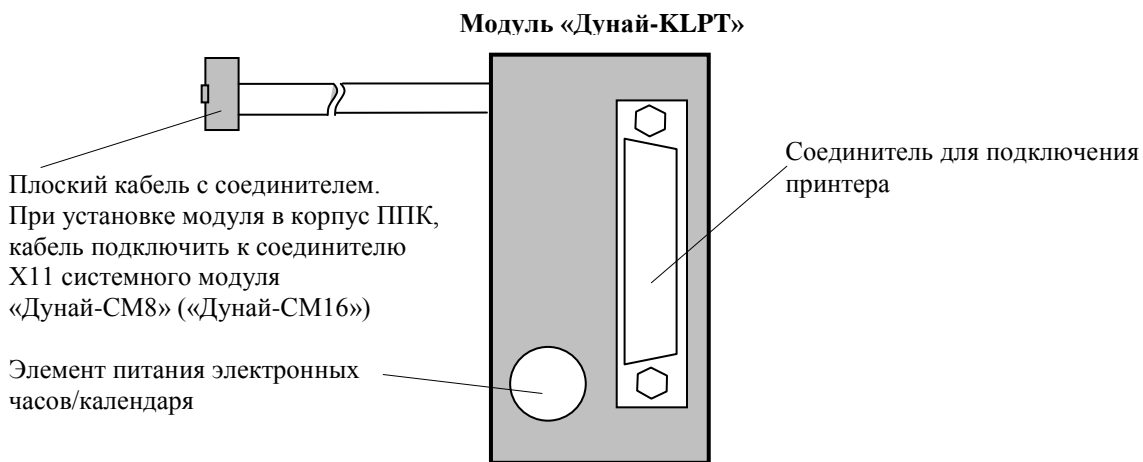 Модуль «Дунай-KLPT»
Соединитель для подключения
принтера
Плоский кабель с соединителем.
При установке модуля в корпус ППК,
кабель подключить к соединителю
Х11 системного модуля
«Дунай-СМ8» («Дунай-СМ16»)
Элемент питания электронных
часов/календаря